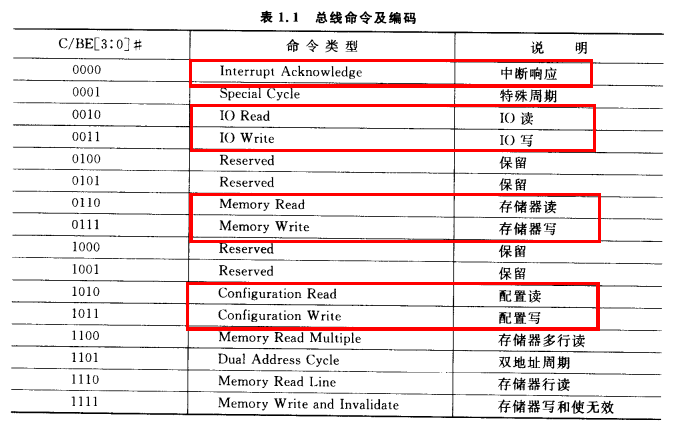 表 1.1 总线命令及编码
C/BE[3:0]# 命令类型 说 明
0000 Interrupt Acknowledge 中断响应
0001 Special Cycle 特殊周期
0010 IO Read IO 读
0011 IO Write IO 写
0100 Reserved 保留
0101 Reserved 保留
0110 Memory Read 存储器读
0111 Memory Write 存储器写
1000 Reserved 保留
1001 Reserved 保留
1010 Configuration Read 配置读
1011 Configuration Write 配置写
1100 Memory Read Multiple 存储器多行读
1101 Dual Address Cycle 双地址周期
1110 Memory Read Line 存储器行读
1111 Memory Write and Invalidate 存储器写和使无效